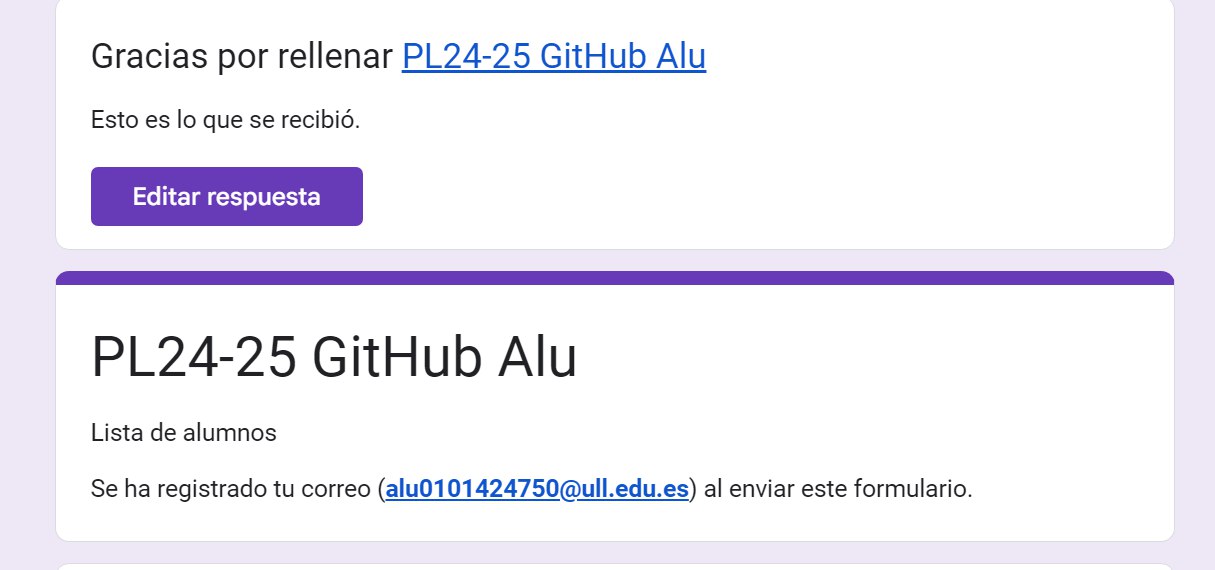 Gracias por rellenar PL24-25 GitHub Alu
Esto es lo que se recibió.
Editar respuesta
PL24-25 GitHub Alu
Lista de alumnos
Se ha registrado tu correo (alu0101424750@ull.edu.es) al enviar este formulario.